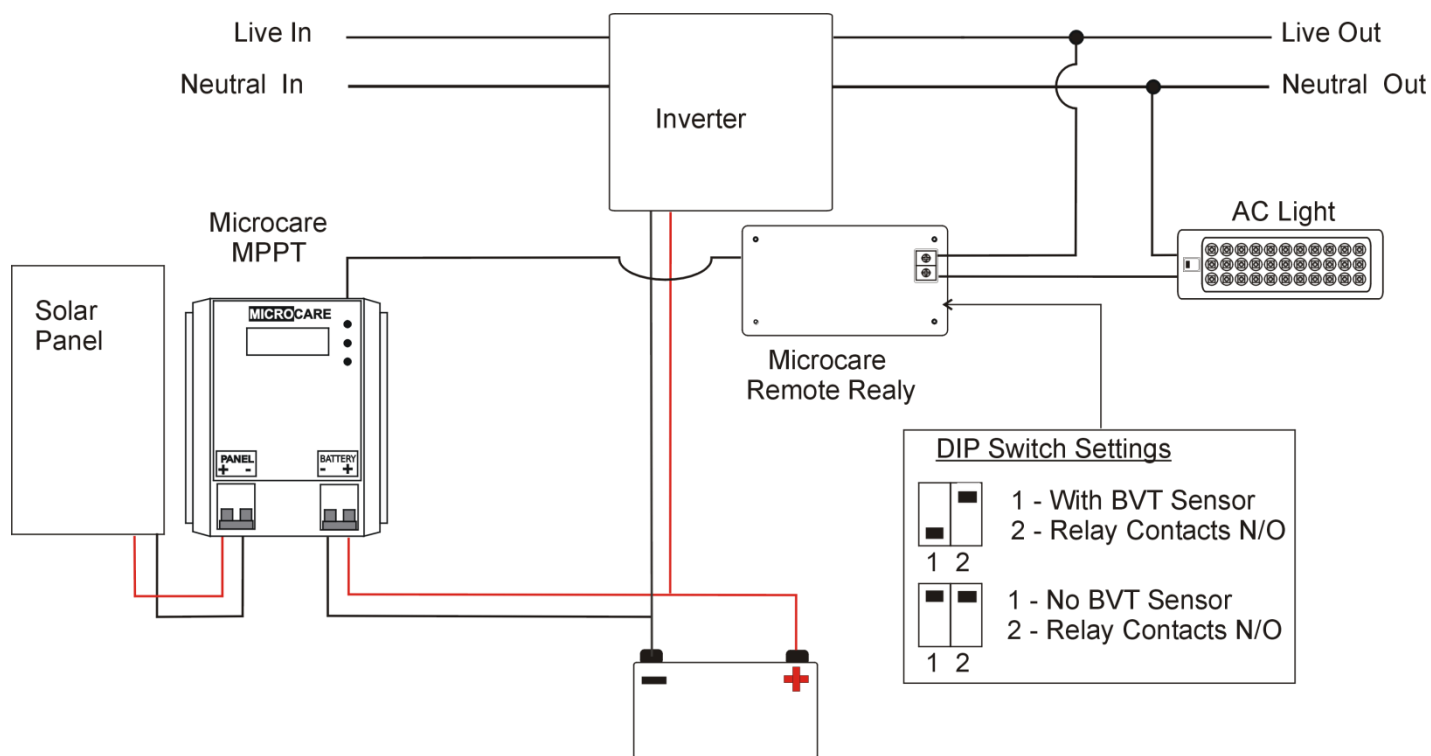 Live In
Live Out
Neutral In
Neutral Out
Inverter
Microcare
MPPT
AC Light
Solar
Panel
MICROCARE
Microcare
Remote Realy
PANEL
+ -
BATTERY
- +
DIP Switch Settings
1 - With BVT Sensor
2 - Relay Contacts N/O
1 2
1 - No BVT Sensor
2 - Relay Contacts N/O
1 2
- +